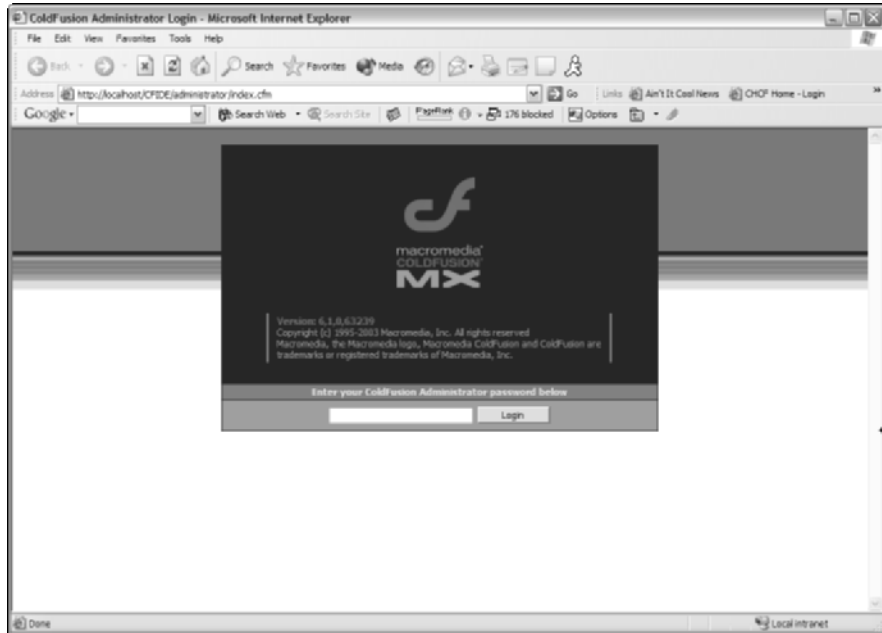 ColdFusion Administrator Login - Microsoft Internet Explorer
File Edit View Favorites Tools Help
Back Search Favorites Media
Address http://localhost/CFIDE/administrator/index.cfm Go Links Ain't It Cool News CHOF Home - Login »
Google Search Web Search Site PageRank 176 blocked Options
cf
macromedia
COLDFUSION
MX
Version: 6,1,0,63239
Copyright (c) 1995-2003 Macromedia, Inc. All rights reserved
Macromedia, the Macromedia logo, Macromedia ColdFusion and ColdFusion are
trademarks or registered trademarks of Macromedia, Inc.
Enter your ColdFusion Administrator password below
Login
Done Local intranet